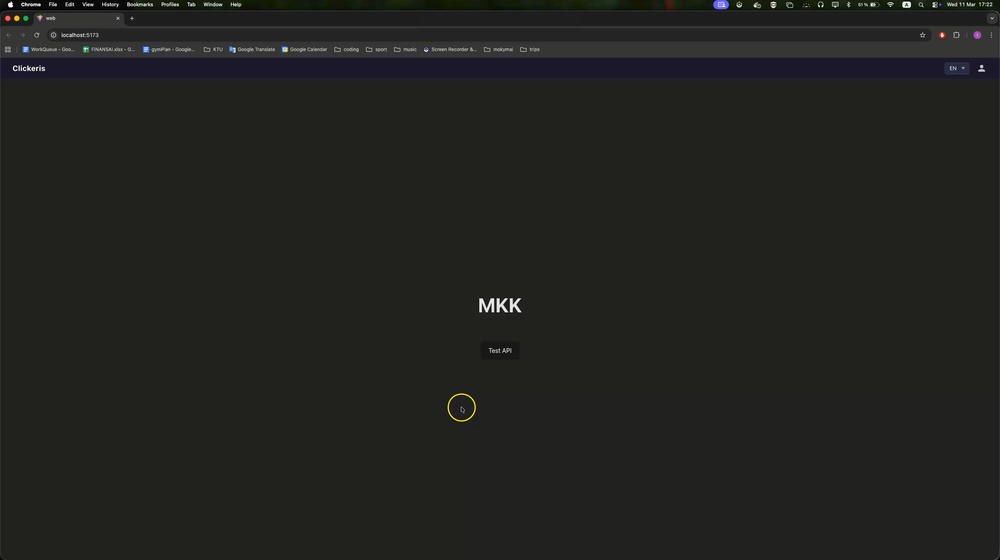 Chrome File Edit View History Bookmarks Profiles Tab Window Help 51 % A Wed 11 Mar 17:22
web
localhost:5173
WorkQueue - Goo... FINANSAI.xlsx - G... gymPlan - Google... KTU Google Translate Google Calendar coding sport music Screen Recorder &... mokymai trips
Clickeris EN
MKK
Test API